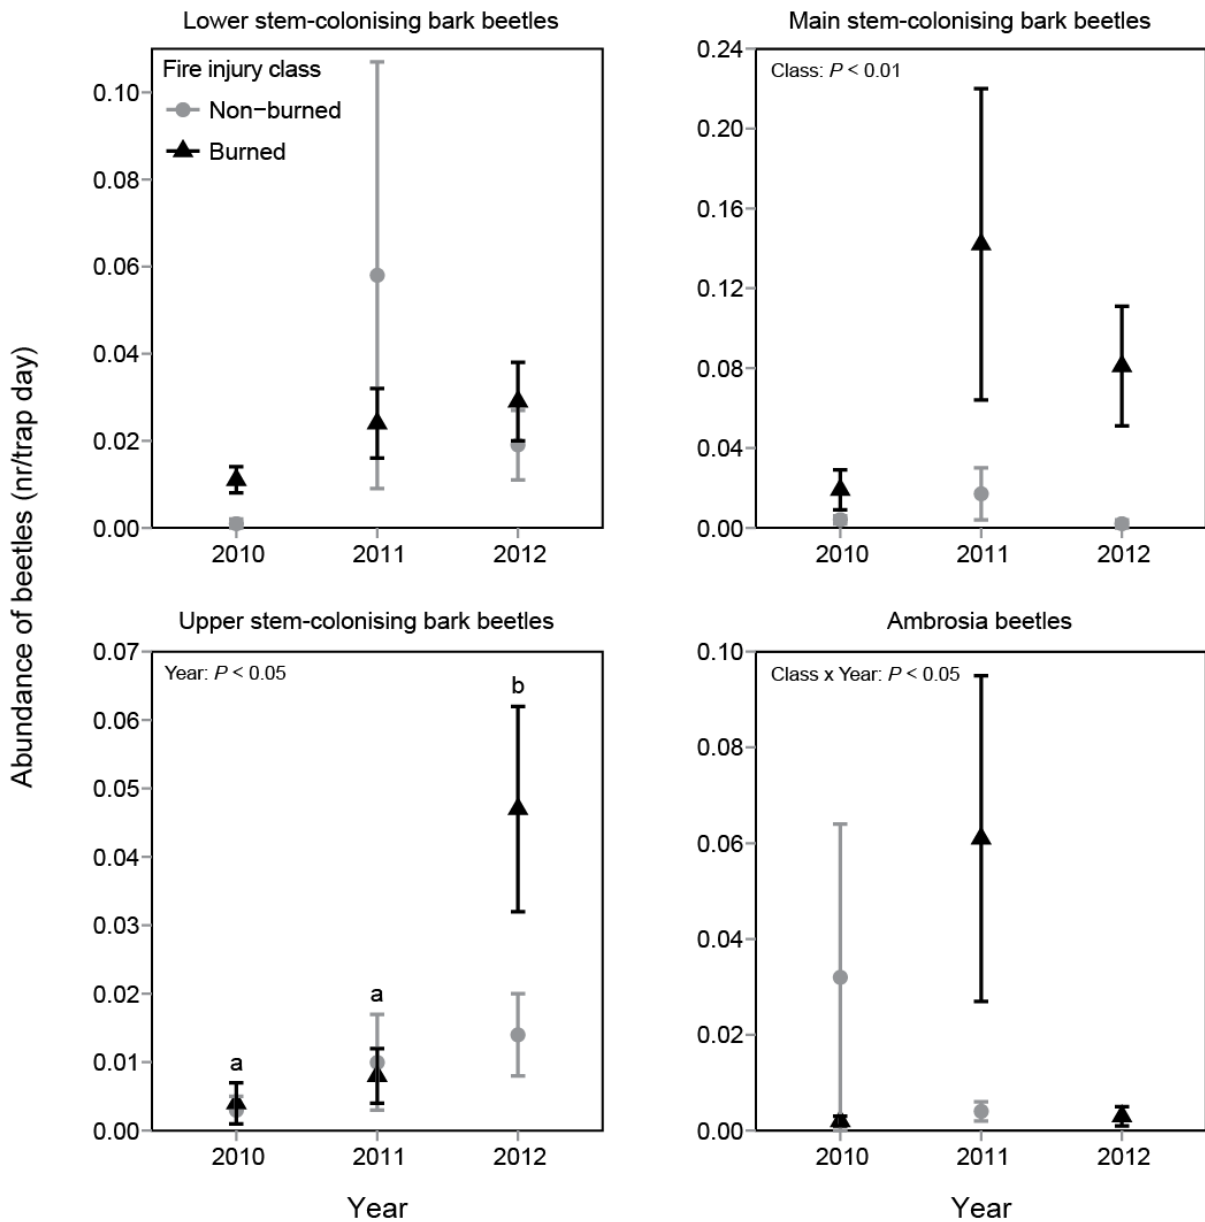 Lower stem-colonising bark beetles
Fire injury class
Non−burned
Burned
0.10
0.08
0.06
0.04
0.02
0.00
2010
2011
2012
Main stem-colonising bark beetles
Class: P < 0.01
0.24
0.20
0.16
0.12
0.08
0.04
0.00
2010
2011
2012
Abundance of beetles (nr/trap day)
Upper stem-colonising bark beetles
Year: P < 0.05
0.07
0.06
0.05
0.04
0.03
0.02
0.01
0.00
a
a
b
2010
2011
2012
Year
Ambrosia beetles
Class x Year: P < 0.05
0.10
0.08
0.06
0.04
0.02
0.00
2010
2011
2012
Year